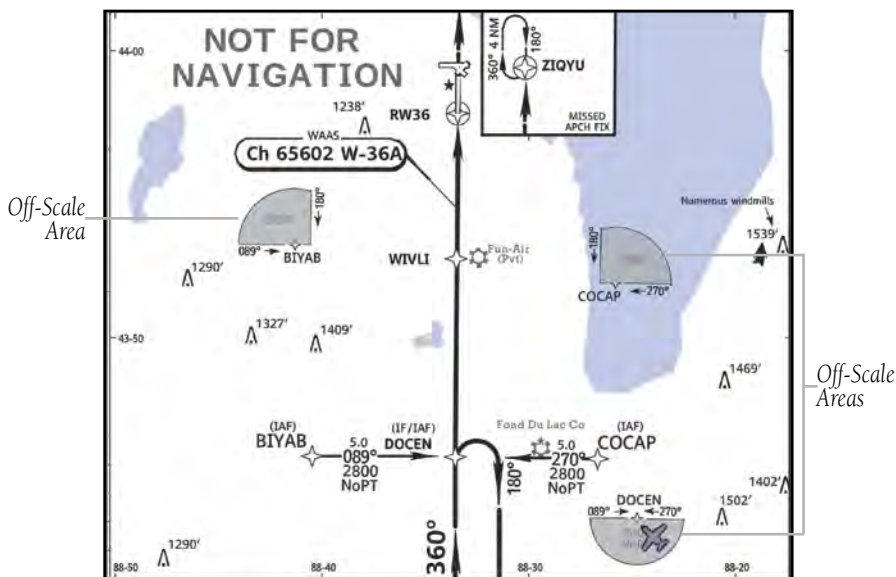 NOT FOR
NAVIGATION
44-00
360° 4 NM
180°
ZIQYU
MISSED
APCH FIX
RW36
1238'
WAAS
Ch 65602 W-36A
Off-Scale
Area
180°
089°
BIYAB
WIVLI
Fun-Air
(Pvt)
180°
270°
COCAP
Numerous windmills
1539'
1290'
1327'
1409'
43-50
1469'
Off-Scale
Areas
(IAF)
BIYAB
5.0
089°
2800
NoPT
(IF/IAF)
DOCEN
Fond Du Lac Co
180°
5.0
270°
2800
NoPT
(IAF)
COCAP
1402'
1502'
DOCEN
089°
270°
360°
1290'
88-50
88-40
88-30
88-20